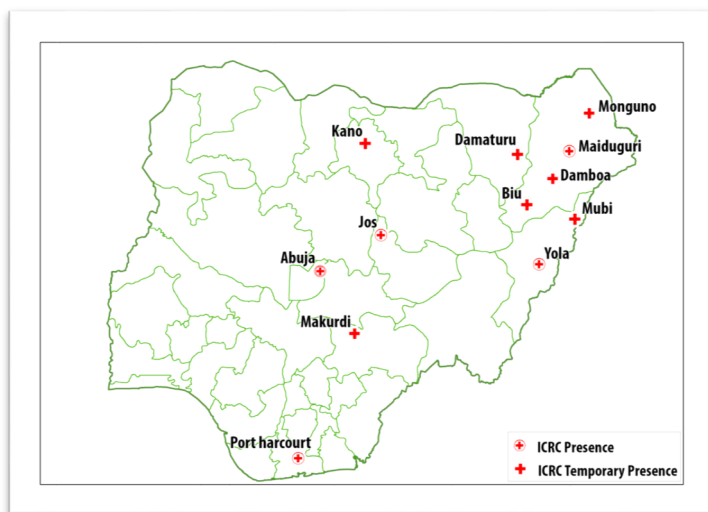 Monguno
Kano
Damaturu
Maiduguri
Damboa
Biu
Mubi
Jos
Yola
Abuja
Makurdi
Port harcourt
ICRC Presence
ICRC Temporary Presence